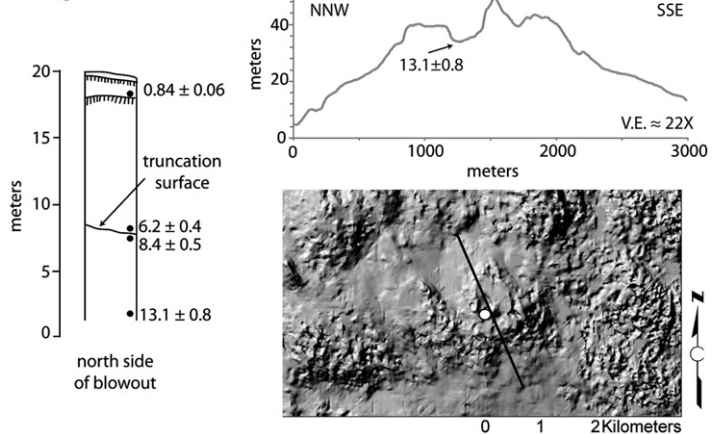 20
15
10
5
0
meters
0.84 ± 0.06
truncation
surface
6.2 ± 0.4
8.4 ± 0.5
13.1 ± 0.8
north side
of blowout
NNW
SSE
40
20
0
meters
13.1±0.8
V.E. ≈ 22X
0
1000
2000
3000
meters
N
0
1
2Kilometers